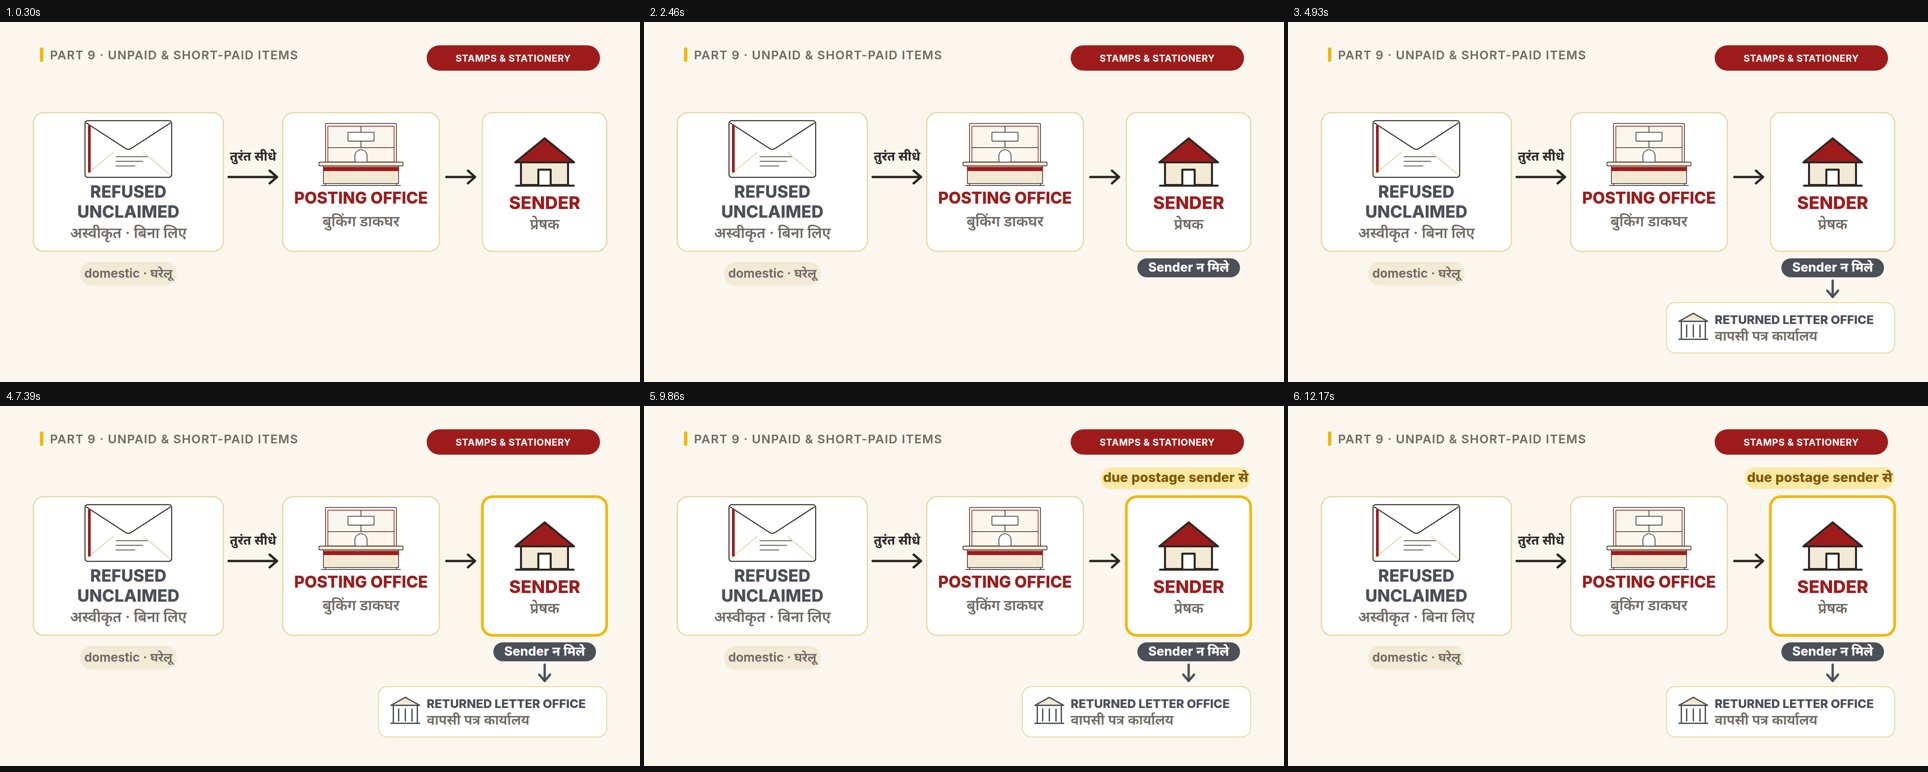 1. 0.30s
PART 9 · UNPAID & SHORT-PAID ITEMS
STAMPS & STATIONERY
REFUSED
UNCLAIMED
अस्वीकृत · बिना लिए
domestic · घरेलू
तुरंत सीधे
POSTING OFFICE
बुकिंग डाकघर
SENDER
प्रेषक
2. 2.46s
PART 9 · UNPAID & SHORT-PAID ITEMS
STAMPS & STATIONERY
REFUSED
UNCLAIMED
अस्वीकृत · बिना लिए
domestic · घरेलू
तुरंत सीधे
POSTING OFFICE
बुकिंग डाकघर
SENDER
प्रेषक
Sender न मिले
3. 4.93s
PART 9 · UNPAID & SHORT-PAID ITEMS
STAMPS & STATIONERY
REFUSED
UNCLAIMED
अस्वीकृत · बिना लिए
domestic · घरेलू
तुरंत सीधे
POSTING OFFICE
बुकिंग डाकघर
SENDER
प्रेषक
Sender न मिले
RETURNED LETTER OFFICE
वापसी पत्र कार्यालय
4. 7.39s
PART 9 · UNPAID & SHORT-PAID ITEMS
STAMPS & STATIONERY
REFUSED
UNCLAIMED
अस्वीकृत · बिना लिए
domestic · घरेलू
तुरंत सीधे
POSTING OFFICE
बुकिंग डाकघर
SENDER
प्रेषक
Sender न मिले
RETURNED LETTER OFFICE
वापसी पत्र कार्यालय
5. 9.86s
PART 9 · UNPAID & SHORT-PAID ITEMS
STAMPS & STATIONERY
due postage sender से
REFUSED
UNCLAIMED
अस्वीकृत · बिना लिए
domestic · घरेलू
तुरंत सीधे
POSTING OFFICE
बुकिंग डाकघर
SENDER
प्रेषक
Sender न मिले
RETURNED LETTER OFFICE
वापसी पत्र कार्यालय
6. 12.17s
PART 9 · UNPAID & SHORT-PAID ITEMS
STAMPS & STATIONERY
due postage sender से
REFUSED
UNCLAIMED
अस्वीकृत · बिना लिए
domestic · घरेलू
तुरंत सीधे
POSTING OFFICE
बुकिंग डाकघर
SENDER
प्रेषक
Sender न मिले
RETURNED LETTER OFFICE
वापसी पत्र कार्यालय